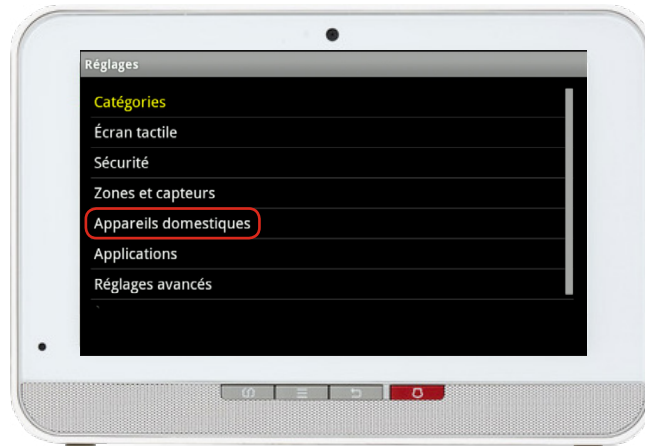 Réglages
Catégories
Écran tactile
Sécurité
Zones et capteurs
Appareils domestiques
Applications
Réglages avancés